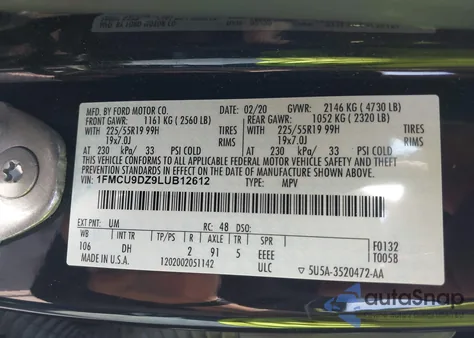 MFD. BY FORD MOTOR CO. 02/20 GVWR: 2146 KG (4730 LB)
FRONT GAWR: 1161 KG (2560 LB) REAR GAWR: 1052 KG (2320 LB)
WITH 225/55R19 99H WITH 225/55R19 99H
TIRES 19x7.0J TIRES 19x7.0J
RIMS RIMS
AT 230 kPa/ 33 PSI COLD AT 230 kPa/ 33 PSI COLD
THIS VEHICLE CONFORMS TO ALL APPLICABLE FEDERAL MOTOR VEHICLE SAFETY AND THEFT
PREVENTION STANDARDS IN EFFECT ON THE DATE OF MANUFACTURE SHOWN ABOVE.
VIN: 1FMCU9DZ9LUB12612 TYPE: MPV
EXT PNT: UM RC: 48 DSO:
WB INT TR TP/PS R AXLE TR SPR F0132
106 DH 2 91 5 EEEE T0058
MADE IN U.S.A. 1202002051142 ULC 5U5A-3520472-AA
autoSnap